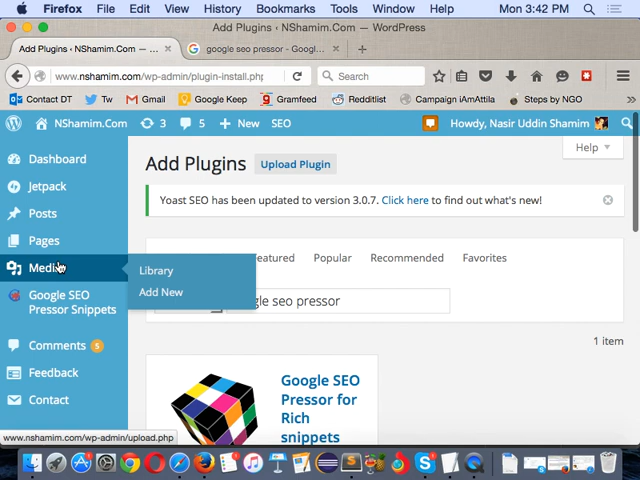 Firefox File Edit View History Bookmarks Tools Window Help Mon 3:42 PM
Add Plugins ‹ NShamim.Com — WordPress
Add Plugins ‹ NShamim.Com — ... google seo pressor - Googl...
www.nshamim.com/wp-admin/plugin-install.php Search
Contact DT Tw Gmail Google Keep Gramfeed Redditlist Campaign iAmAttila Steps by NGO
NShamim.Com 3 5 New SEO Howdy, Nasir Uddin Shamim
Dashboard
Jetpack
Posts
Pages
Media
Library
Add New
Google SEO
Pressor Snippets
Comments 5
Feedback
Contact
Add Plugins Upload Plugin Help
Yoast SEO has been updated to version 3.0.7. Click here to find out what's new!
Popular Recommended Favorites
seo pressor
1 item
Google SEO
Pressor for
Rich
snippets
www.nshamim.com/wp-admin/upload.php